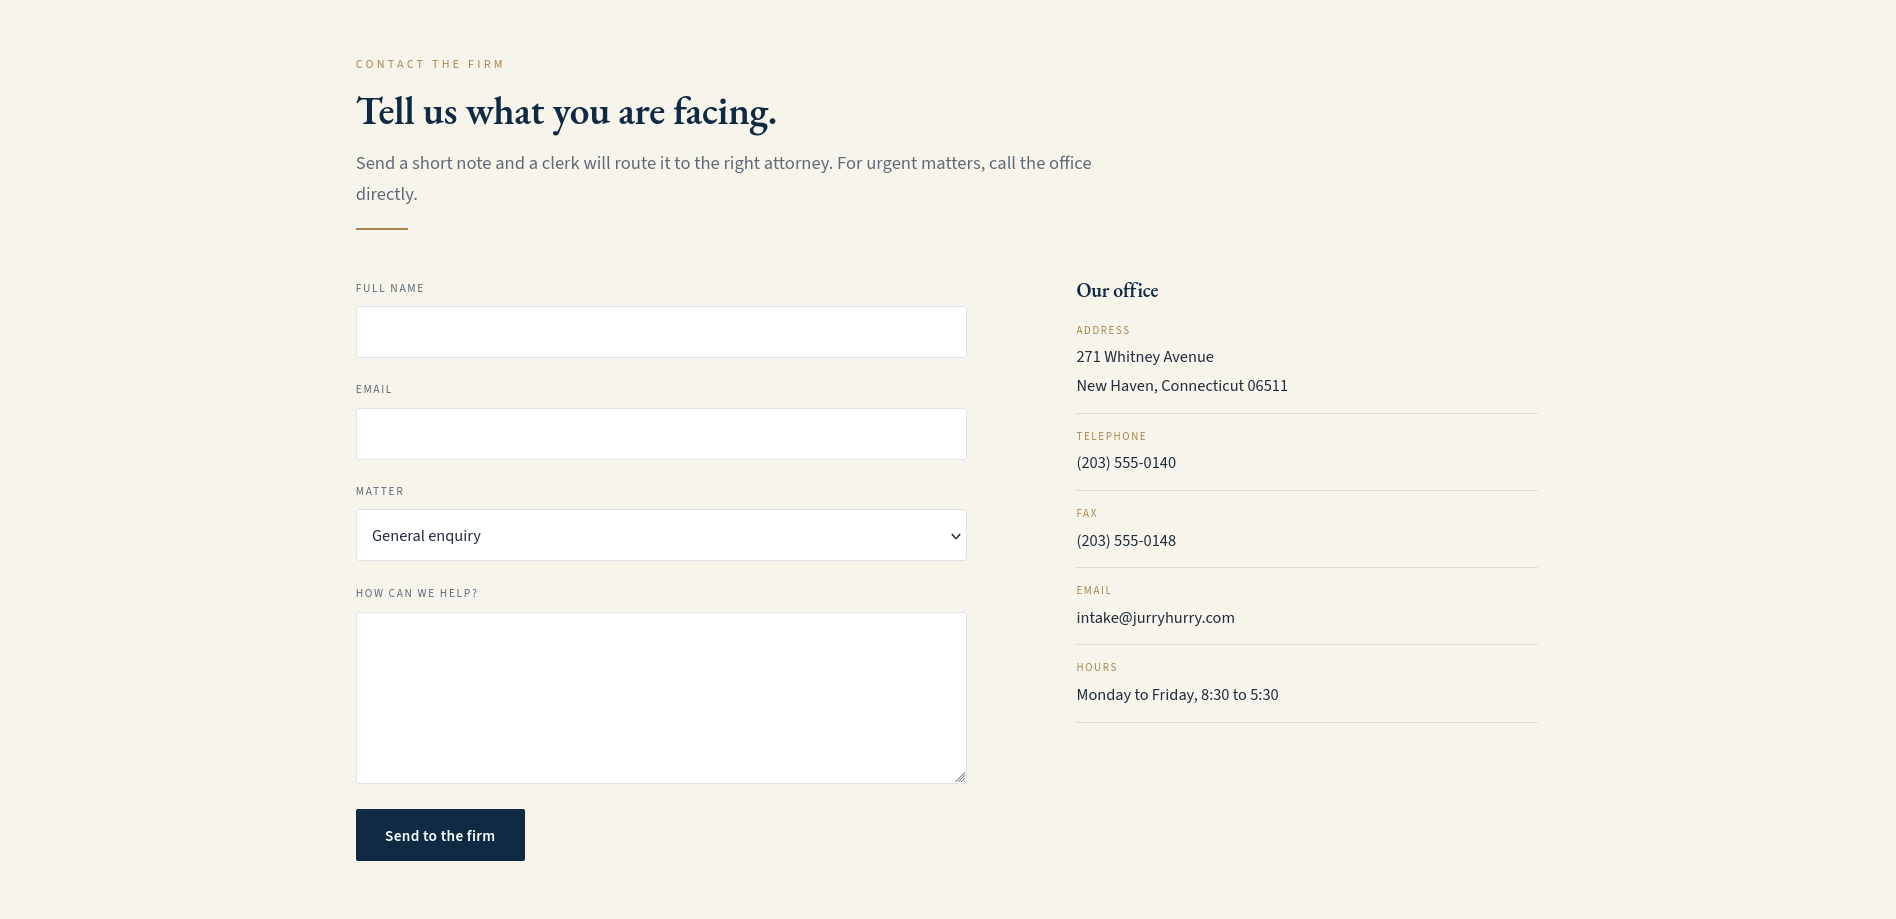 CONTACT THE FIRM
Tell us what you are facing.
Send a short note and a clerk will route it to the right attorney. For urgent matters, call the office
directly.
FULL NAME
EMAIL
MATTER
General enquiry
HOW CAN WE HELP?
Send to the firm
Our office
ADDRESS
271 Whitney Avenue
New Haven, Connecticut 06511
TELEPHONE
(203) 555-0140
FAX
(203) 555-0148
EMAIL
intake@jurryhurry.com
HOURS
Monday to Friday, 8:30 to 5:30